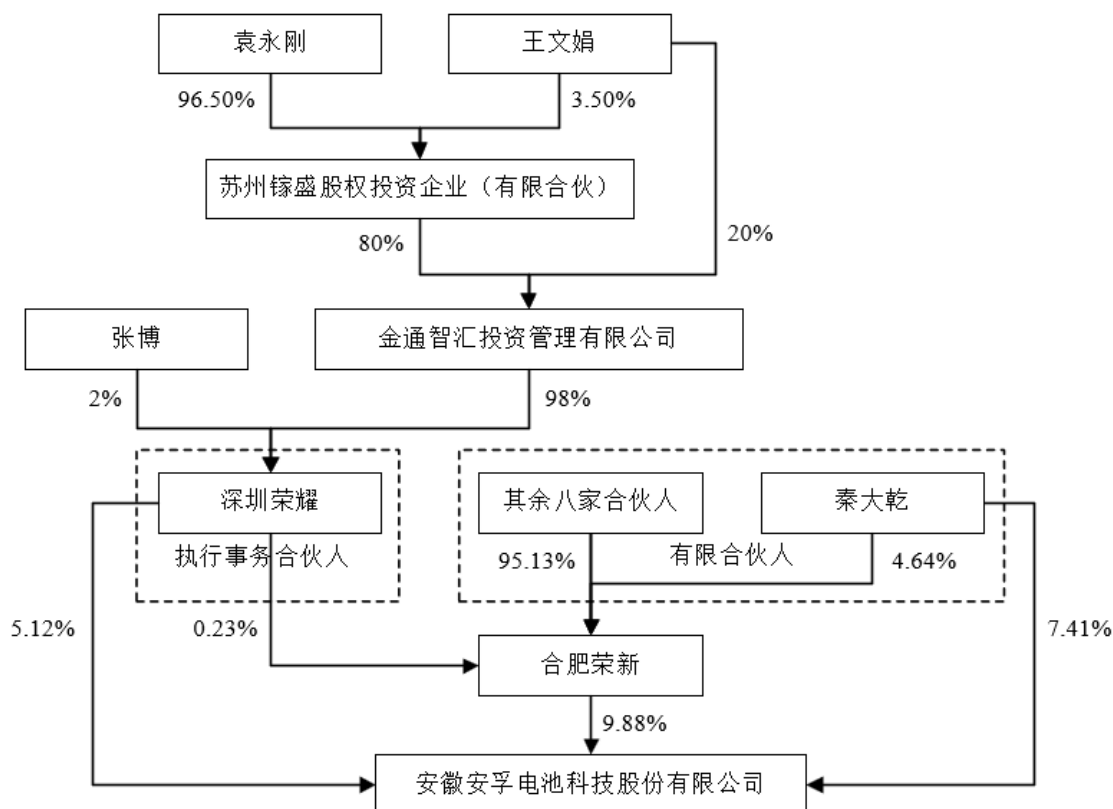 袁永刚
王文娟
96.50%
3.50%
苏州镓盛股权投资企业（有限合伙）
80%
20%
张博
金通智汇投资管理有限公司
2%
98%
深圳荣耀
其余八家合伙人
秦大乾
执行事务合伙人
95.13%
有限合伙人
4.64%
5.12%
0.23%
7.41%
合肥荣新
9.88%
安徽安孚电池科技股份有限公司